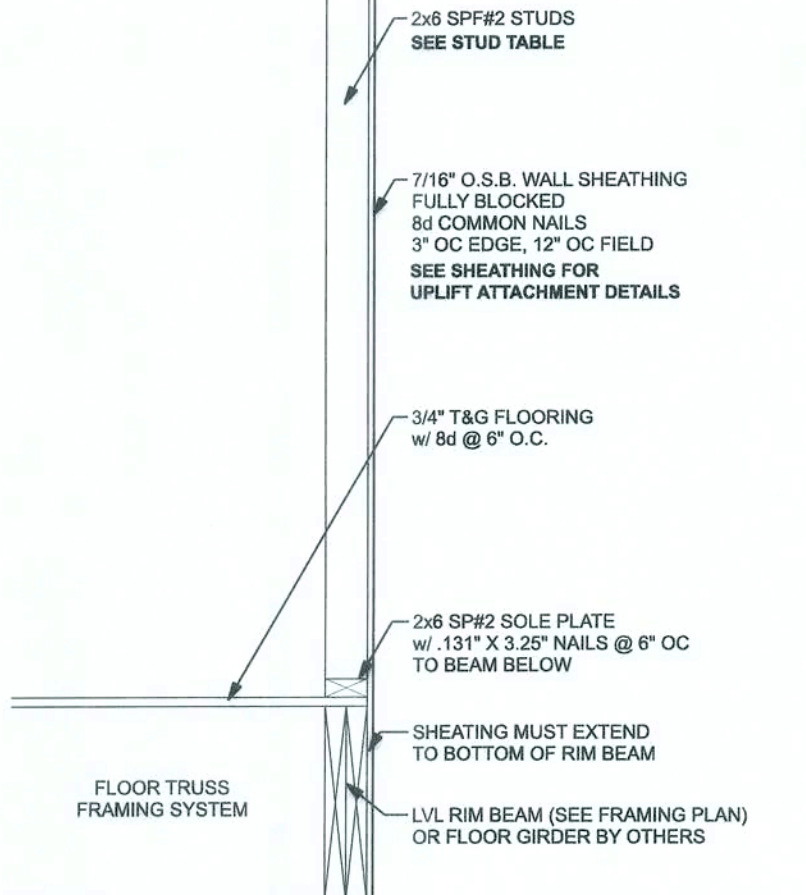 2x6 SPF#2 STUDS
SEE STUD TABLE
7/16" O.S.B. WALL SHEATHING
FULLY BLOCKED
8d COMMON NAILS
3" OC EDGE, 12" OC FIELD
SEE SHEATHING FOR
UPLIFT ATTACHMENT DETAILS
3/4" T&G FLOORING
w/ 8d @ 6" O.C.
2x6 SP#2 SOLE PLATE
w/ .131" X 3.25" NAILS @ 6" OC
TO BEAM BELOW
SHEATING MUST EXTEND
TO BOTTOM OF RIM BEAM
FLOOR TRUSS
FRAMING SYSTEM
LVL RIM BEAM (SEE FRAMING PLAN)
OR FLOOR GIRDER BY OTHERS